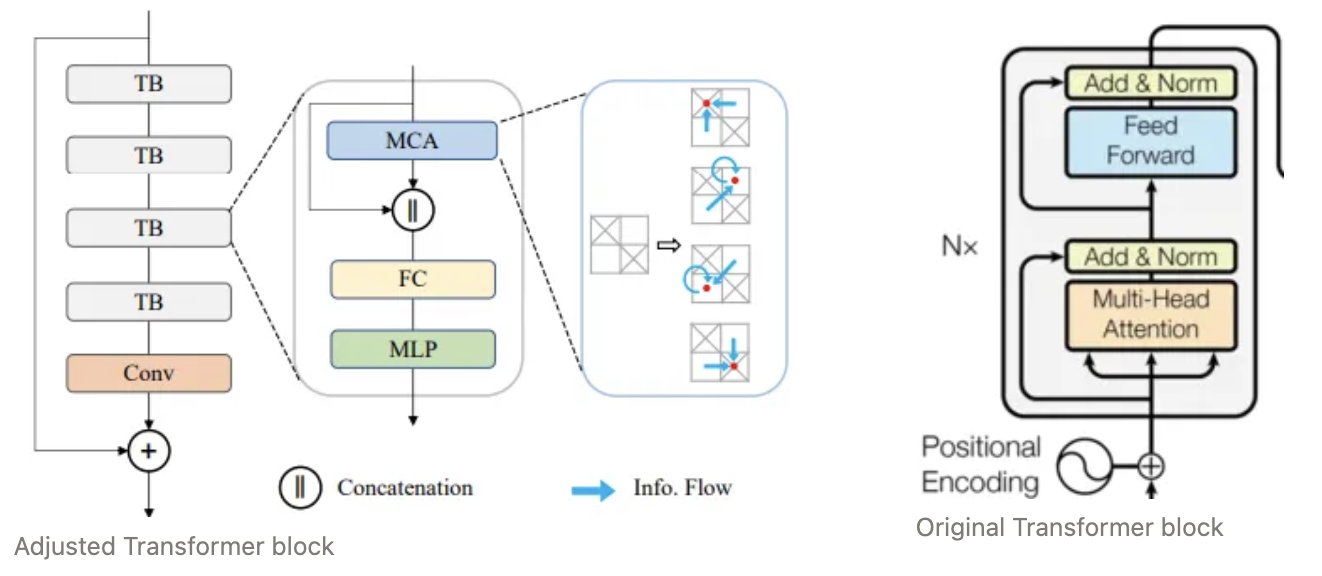 TB
TB
TB
TB
Conv
+
MCA
||
FC
MLP
|| Concatenation
Info. Flow
Adjusted Transformer block
Add & Norm
Feed
Forward
Nx
Add & Norm
Multi-Head
Attention
Positional
Encoding
Original Transformer block